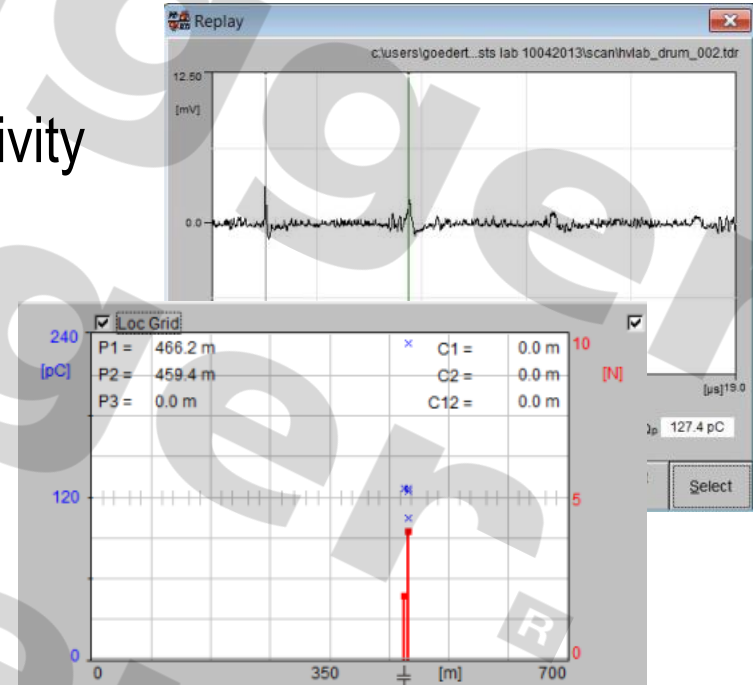 Replay
c:\users\goedert...sts lab 10042013\scan\hvlab_drum_002.tdr
12.50
[mV]
0.0
[µs] 19.0
127.4 pC
Select
Loc Grid
240
[pC]
120
0
P1 = 466.2 m
P2 = 459.4 m
P3 = 0.0 m
C1 = 0.0 m
C2 = 0.0 m
C12 = 0.0 m
10
[N]
5
0
0 350 [m] 700